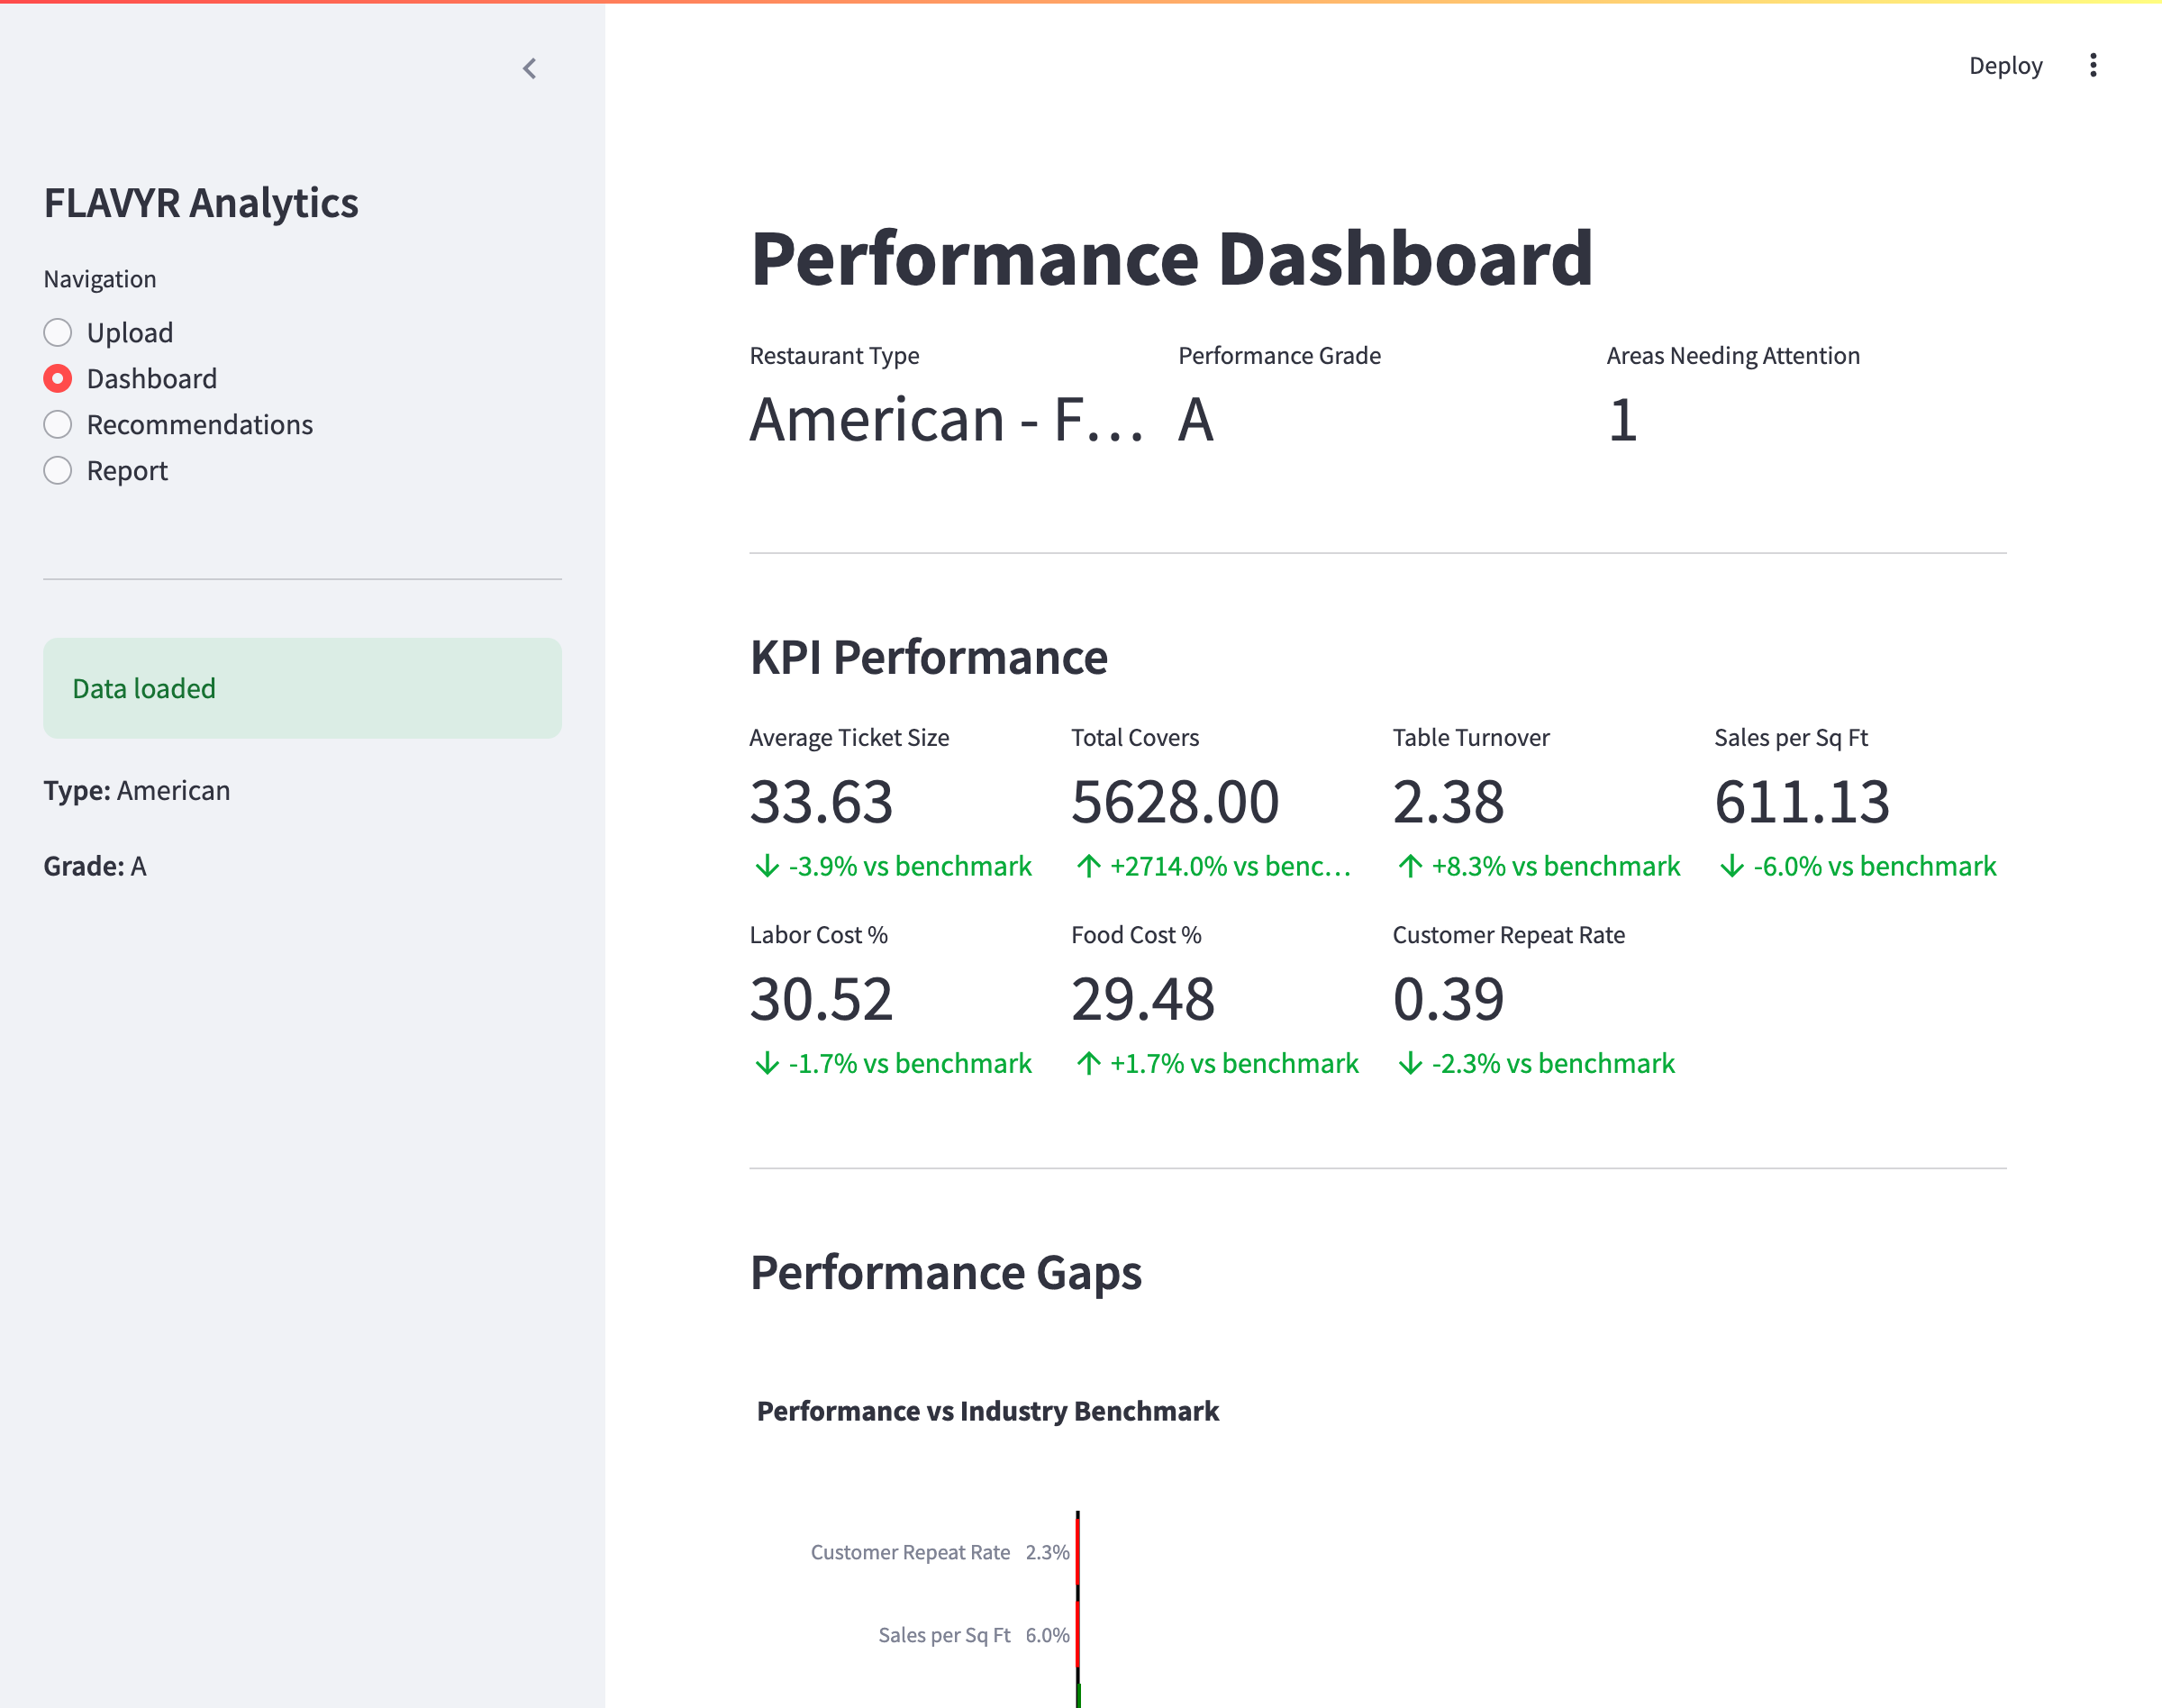 Deploy
FLAVYR Analytics
Navigation
Upload
Dashboard
Recommendations
Report
Data loaded
Type: American
Grade: A
Performance Dashboard
Restaurant Type
American - F…
Performance Grade
A
Areas Needing Attention
1
KPI Performance
Average Ticket Size
33.63
-3.9% vs benchmark
Total Covers
5628.00
+2714.0% vs benc…
Table Turnover
2.38
+8.3% vs benchmark
Sales per Sq Ft
611.13
-6.0% vs benchmark
Labor Cost %
30.52
-1.7% vs benchmark
Food Cost %
29.48
+1.7% vs benchmark
Customer Repeat Rate
0.39
-2.3% vs benchmark
Performance Gaps
Performance vs Industry Benchmark
Customer Repeat Rate 2.3%
Sales per Sq Ft 6.0%